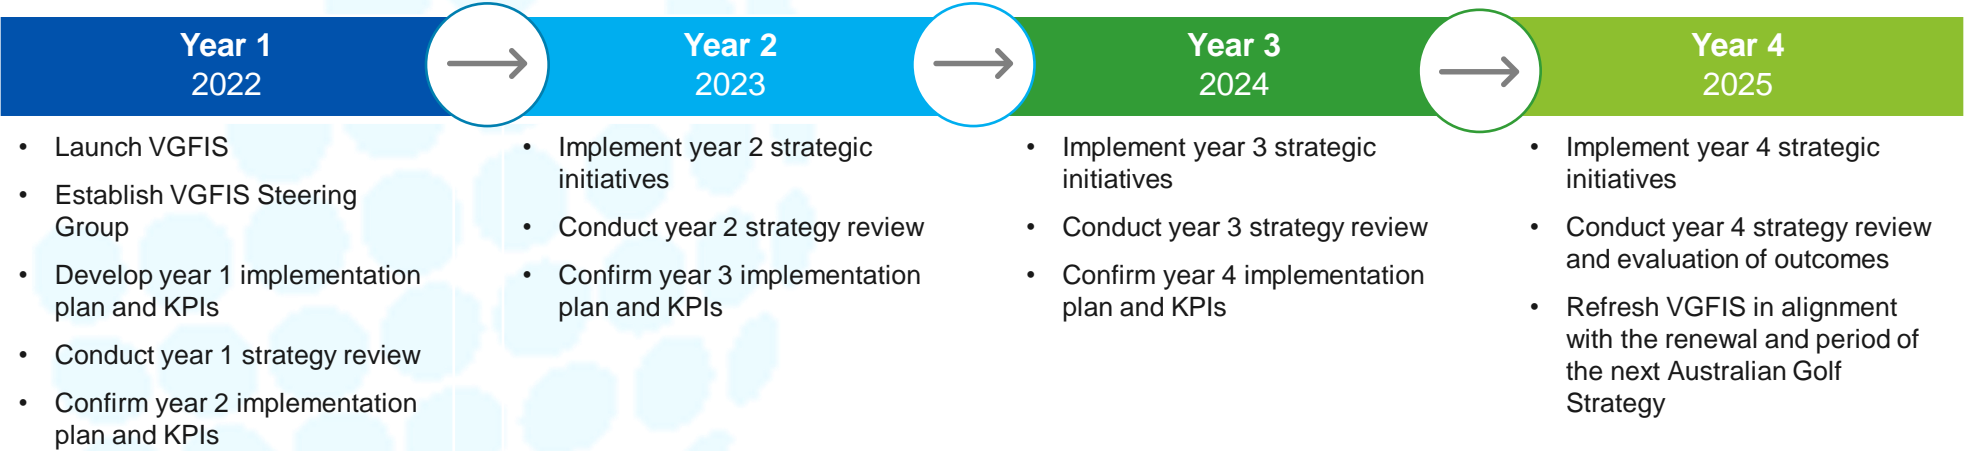 Year 1
2022
• Launch VGFIS
• Establish VGFIS Steering
Group
• Develop year 1 implementation
plan and KPIs
• Conduct year 1 strategy review
• Confirm year 2 implementation
plan and KPIs
Year 2
2023
• Implement year 2 strategic
initiatives
• Conduct year 2 strategy review
• Confirm year 3 implementation
plan and KPIs
Year 3
2024
• Implement year 3 strategic
initiatives
• Conduct year 3 strategy review
• Confirm year 4 implementation
plan and KPIs
Year 4
2025
• Implement year 4 strategic
initiatives
• Conduct year 4 strategy review
and evaluation of outcomes
• Refresh VGFIS in alignment
with the renewal and period of
the next Australian Golf
Strategy